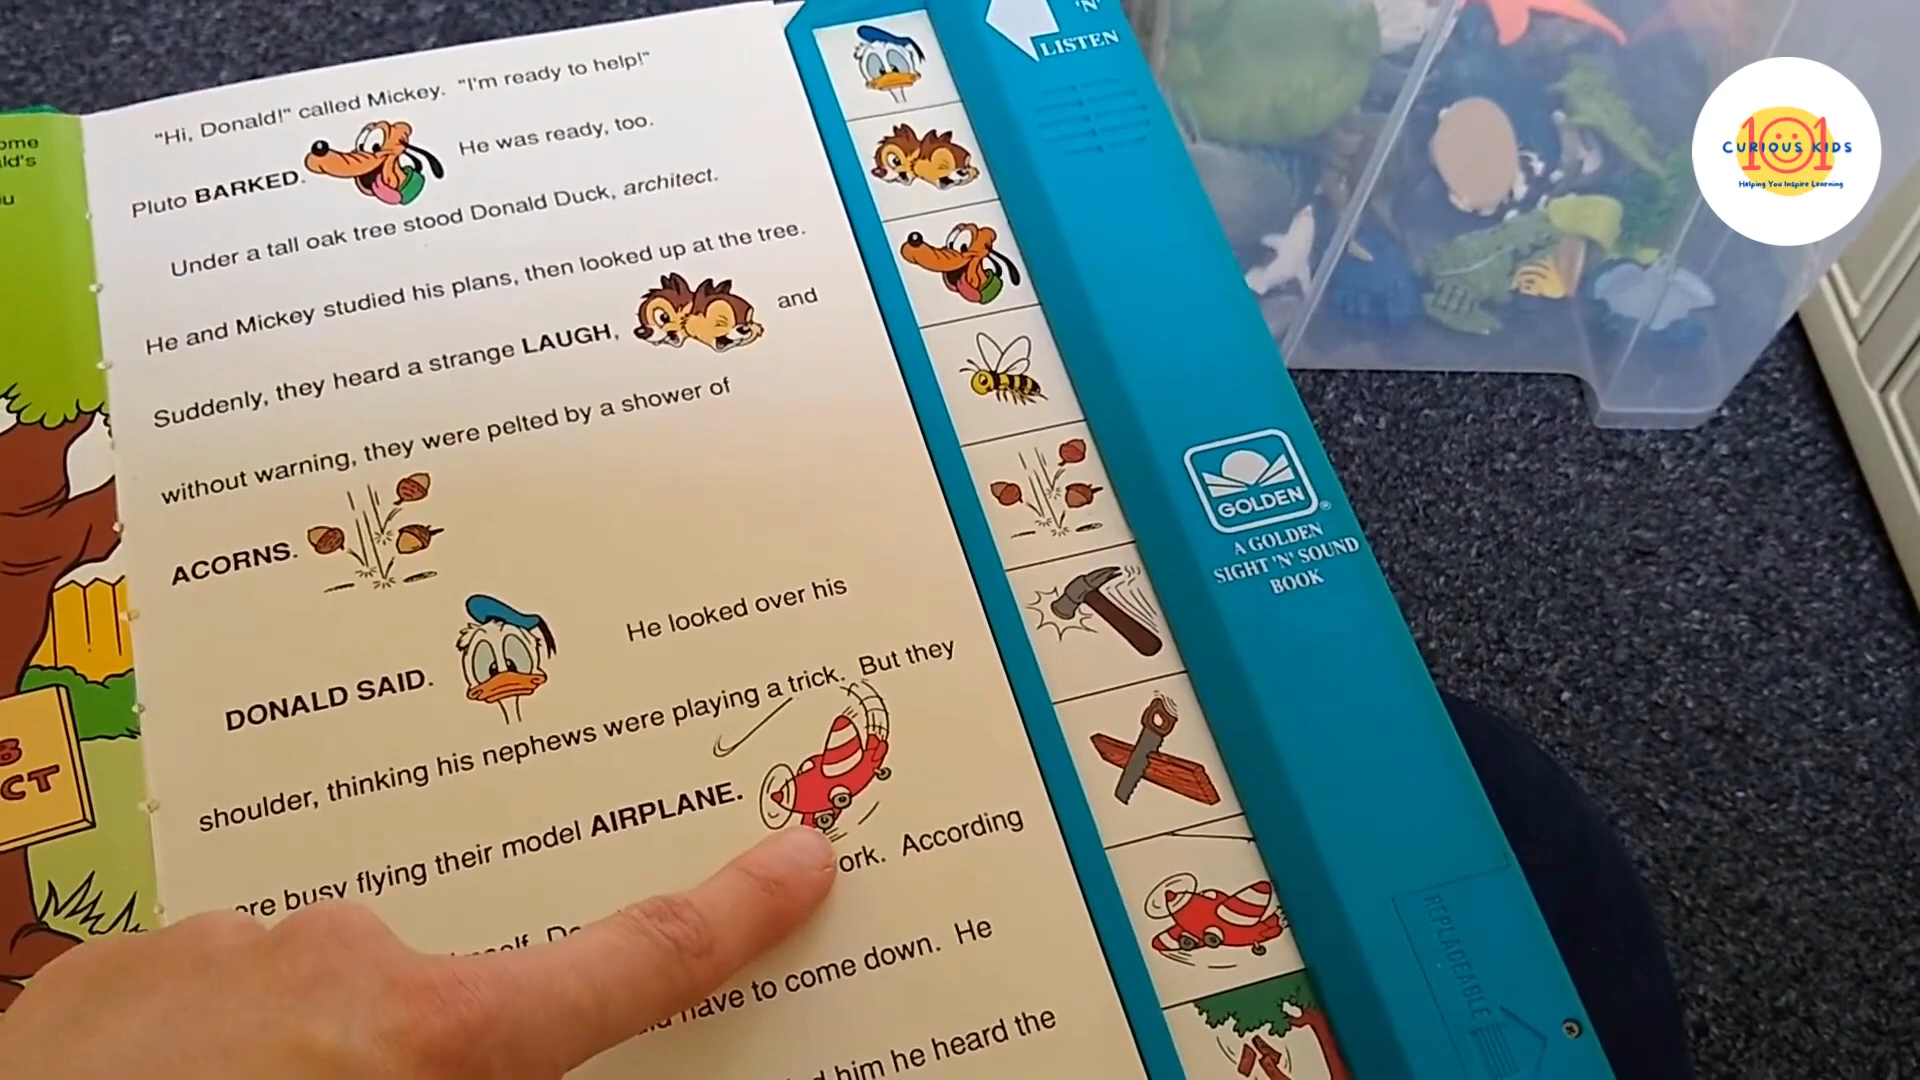 "Hi, Donald!" called Mickey. "I'm ready to help!"
Pluto BARKED. He was ready, too.
Under a tall oak tree stood Donald Duck, architect.
He and Mickey studied his plans, then looked up at the tree.
Suddenly, they heard a strange LAUGH, and
without warning, they were pelted by a shower of
ACORNS.
DONALD SAID. He looked over his
shoulder, thinking his nephews were playing a trick. But they
busy flying their model AIRPLANE.
According
have to come down. He
him he heard the
'N'
LISTEN
GOLDEN
A GOLDEN
SIGHT 'N' SOUND
BOOK
REPLACEABLE
101
CURIOUS KIDS
Helping You Inspire Learning